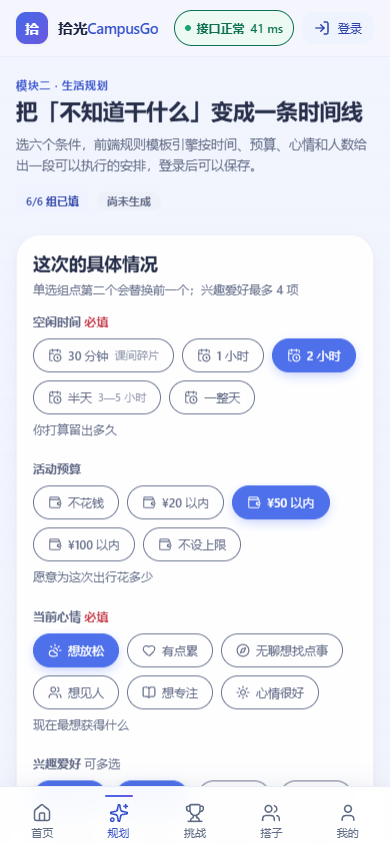 拾 拾光CampusGo 接口正常 41 ms 登录
模块二 · 生活规划
把「不知道干什么」变成一条时间线
选六个条件，前端规则模板引擎按时间、预算、心情和人数给
出一段可以执行的安排，登录后可以保存。
6/6 组已填 尚未生成
这次的具体情况
单选组点第二个会替换前一个；兴趣爱好最多 4 项
空闲时间 必填
30 分钟 课间碎片 1 小时 2 小时
半天 3—5 小时 一整天
你打算留出多久
活动预算
不花钱 ¥20 以内 ¥50 以内
¥100 以内 不设上限
愿意为这次出行花多少
当前心情 必填
想放松 有点累 无聊想找点事
想见人 想专注 心情很好
现在最想获得什么
兴趣爱好 可多选
首页 规划 挑战 搭子 我的